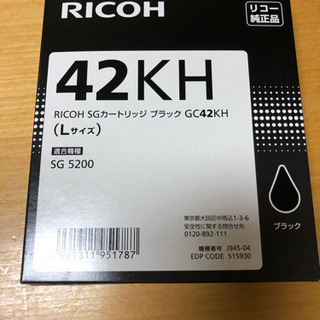 RICOH
リコー
純正品
42KH
RICOH SGカートリッジ ブラック GC42KH
(Lサイズ)
適合機種
SG 5200
東京都大田区中馬込1-3-6
安全性に関する問合せ先
0120-892-111
ブラック
機種番号 J945-04
EDP CODE 515930
961311 951787